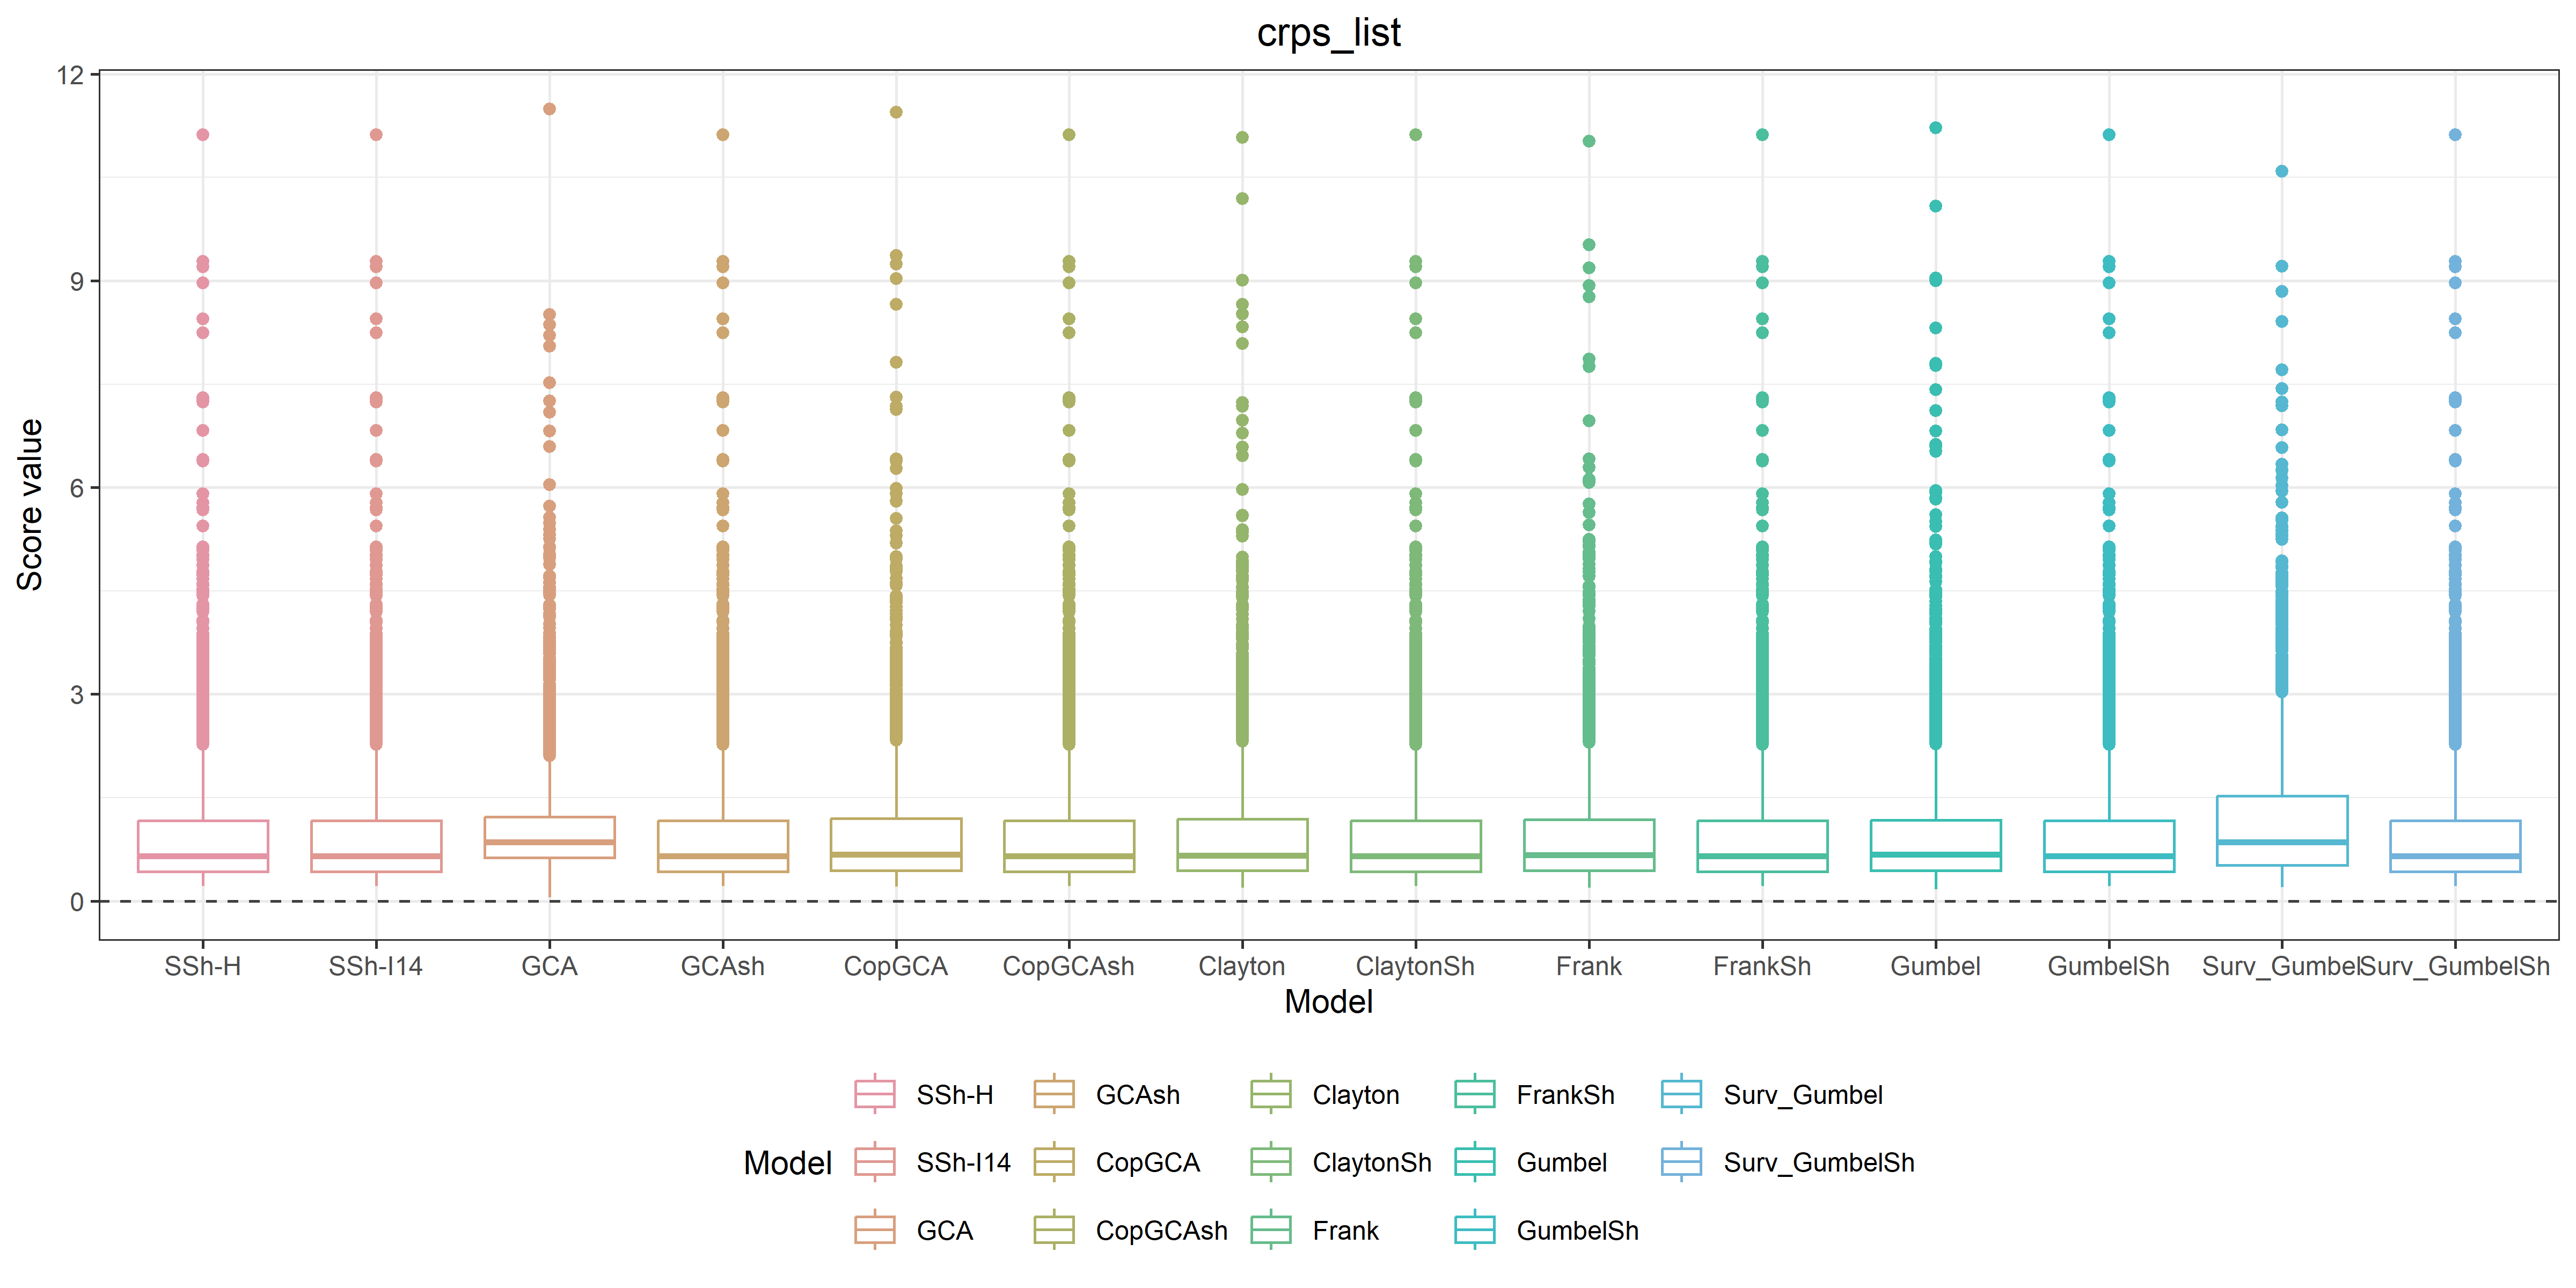 crps_list
12
9
6
3
0
Score value
SSh-H SSh-I14 GCA GCAsh CopGCA CopGCAsh Clayton ClaytonSh Frank FrankSh Gumbel GumbelSh Surv_Gumbel Surv_GumbelSh
Model
SSh-H GCAsh Clayton FrankSh Surv_Gumbel
Model SSh-I14 CopGCA ClaytonSh Gumbel Surv_GumbelSh
GCA CopGCAsh Frank GumbelSh